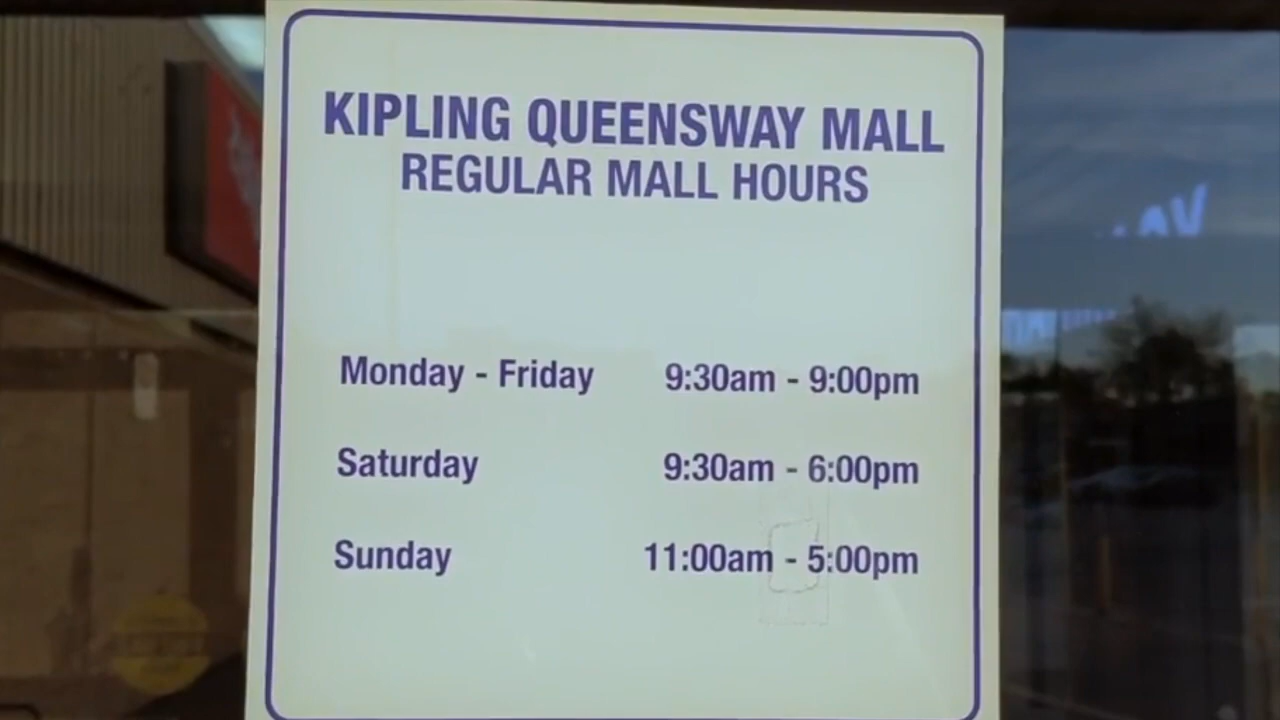 KIPLING QUEENSWAY MALL
REGULAR MALL HOURS
Monday - Friday 9:30am - 9:00pm
Saturday 9:30am - 6:00pm
Sunday 11:00am - 5:00pm